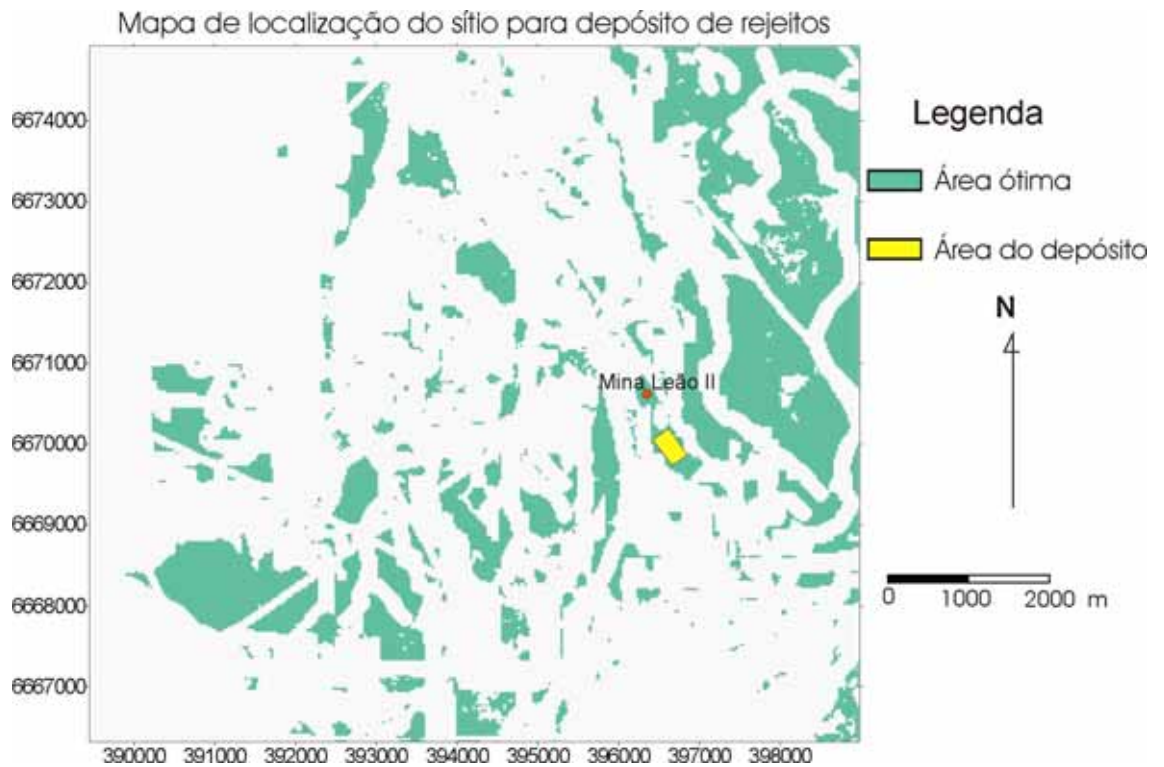 Mapa de localização do sítio para depósito de rejeitos
6674000
6673000
6672000
6671000
6670000
6669000
6668000
6667000
390000 391000 392000 393000 394000 395000 396000 397000 398000
Mina Leão II
Legenda
Área ótima
Área do depósito
N
0 1000 2000 m